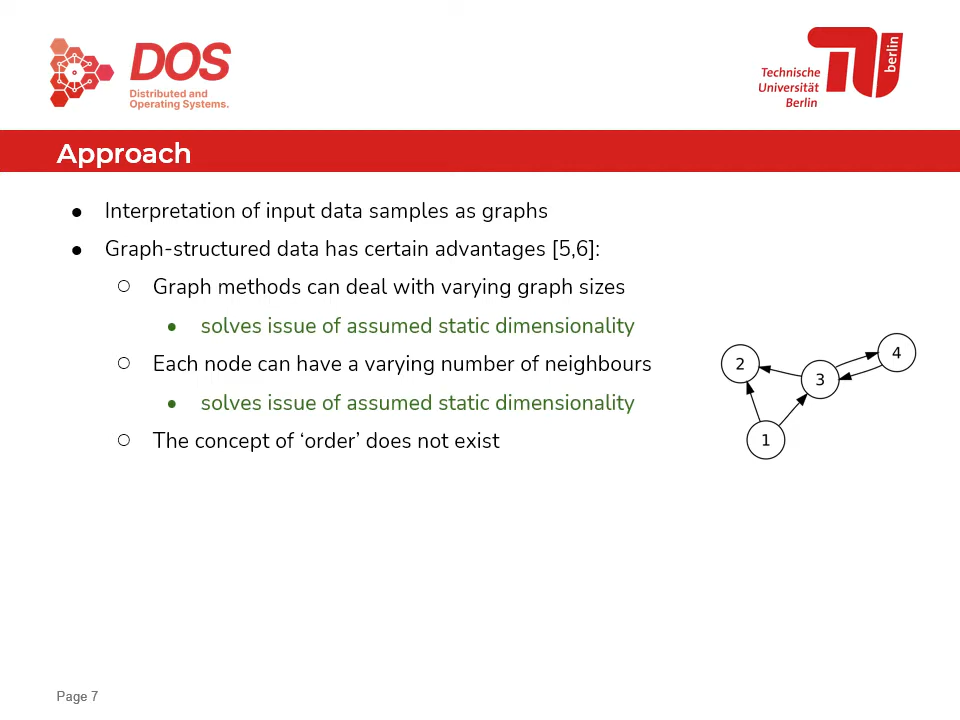 DOS
Distributed and
Operating Systems.
Technische
Universität
Berlin
berlin
Approach
● Interpretation of input data samples as graphs
● Graph-structured data has certain advantages [5,6]:
○ Graph methods can deal with varying graph sizes
● solves issue of assumed static dimensionality
○ Each node can have a varying number of neighbours
● solves issue of assumed static dimensionality
○ The concept of ‘order’ does not exist
2
3
4
1
Page 7